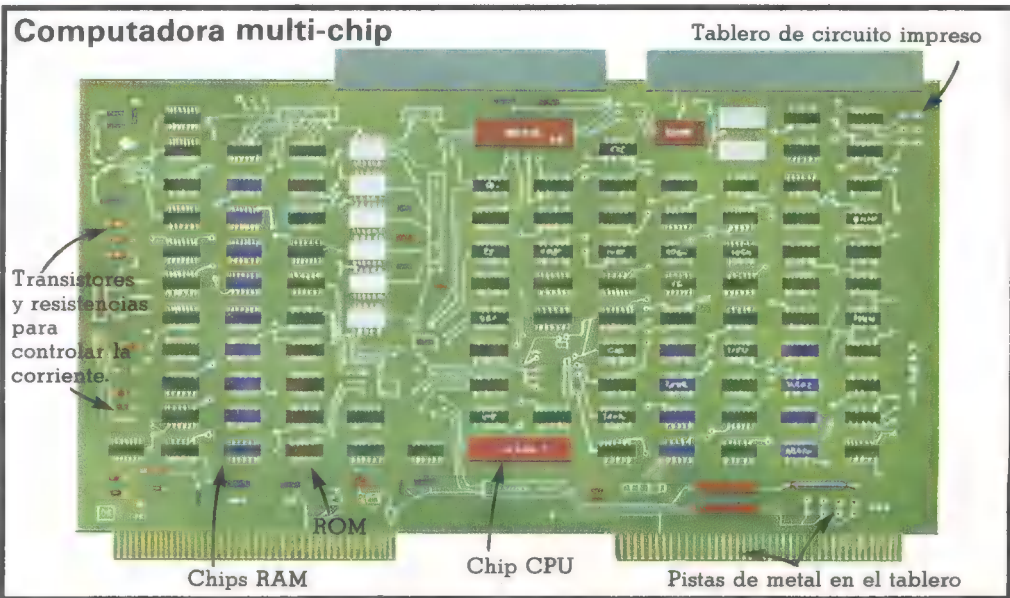 Computadora multi-chip
Tablero de circuito impreso
Transistores
y resistencias
para
controlar la
corriente.
ROM
Chips RAM
Chip CPU
Pistas de metal en el tablero